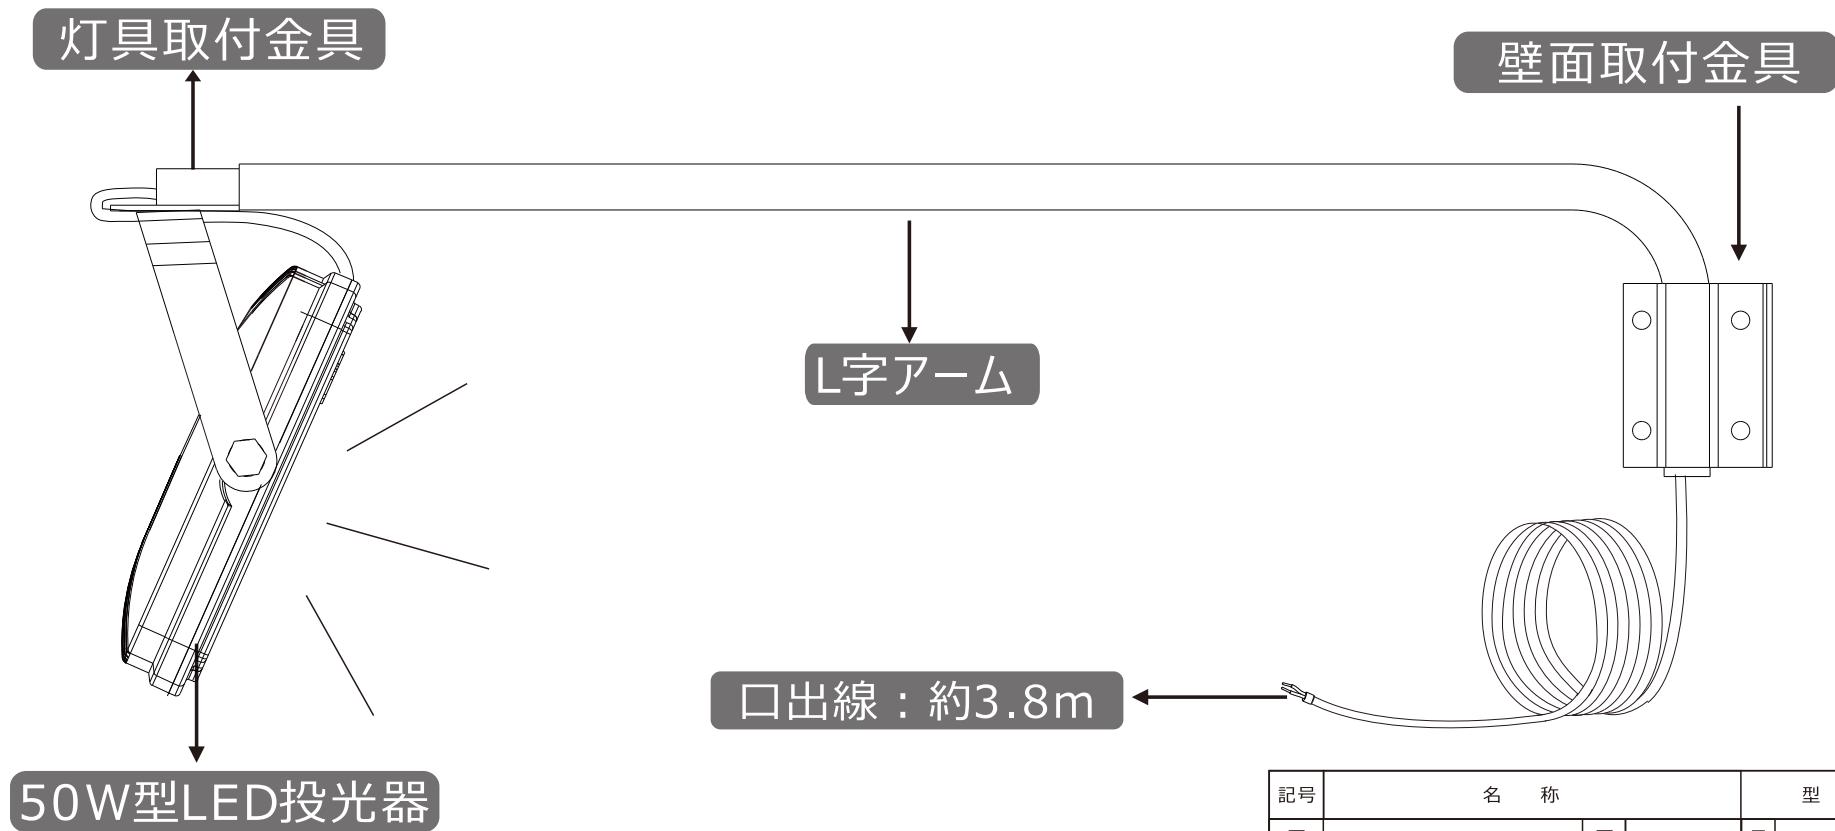 灯具取付金具
壁面取付金具
L字アーム
口出線：約3.8m
50W型LED投光器
記号 名 称 型